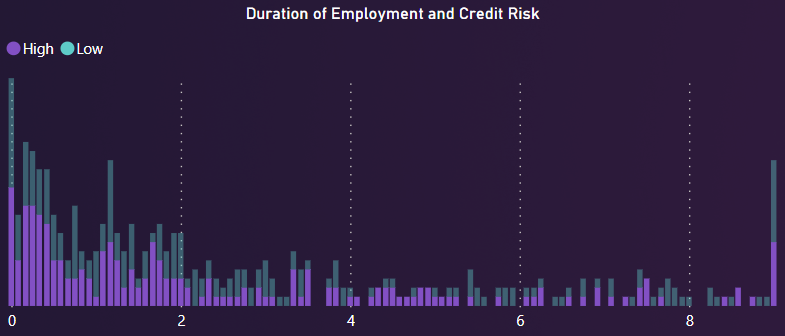 Duration of Employment and Credit Risk
High Low
0 2 4 6 8